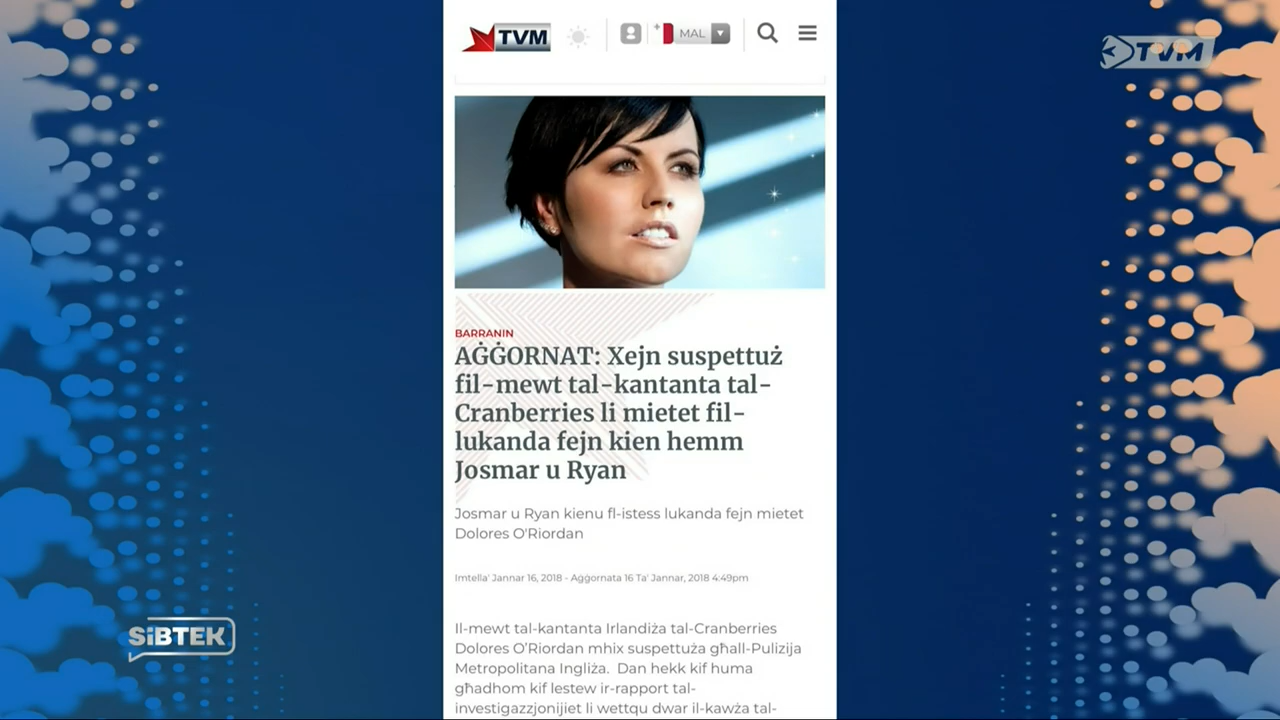 TVM
MAL
TVM
BARRANIN
AĠĠORNAT: Xejn suspettuż
fil-mewt tal-kantanta tal-
Cranberries li mietet fil-
lukanda fejn kien hemm
Josmar u Ryan
Josmar u Ryan kienu fl-istess lukanda fejn mietet
Dolores O'Riordan
Imtella' Jannar 16, 2018 - Aġġornata 16 Ta' Jannar, 2018 4:49pm
Il-mewt tal-kantanta Irlandiża tal-Cranberries
Dolores O'Riordan mhix suspettuża għall-Pulizija
Metropolitana Ingliża. Dan hekk kif huma
għadhom kif lestew ir-rapport tal-
investigazzjonijiet li wettqu dwar il-kawża tal-
SiBTEK